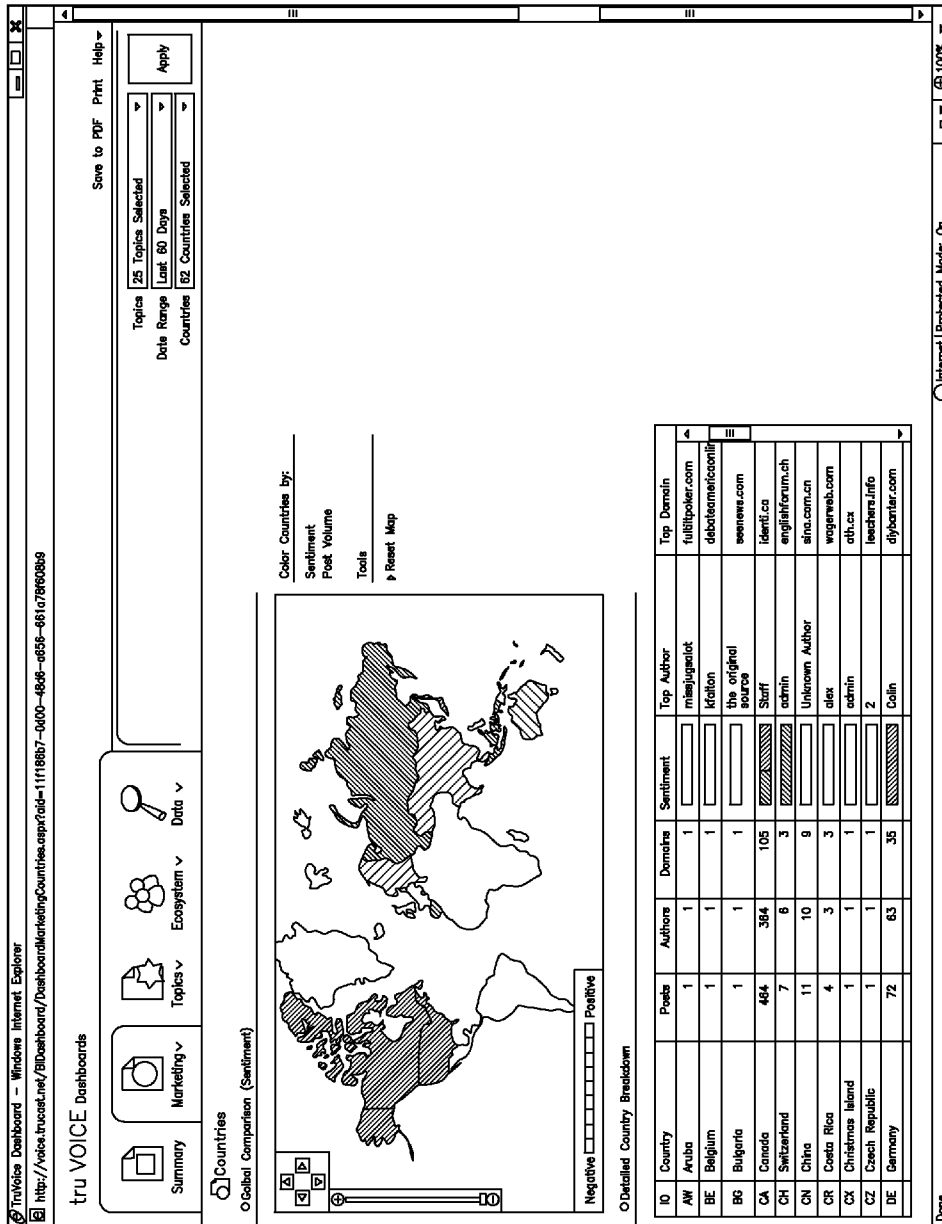 TruVoice Dashboard - Windows Internet Explorer
http://voice.trucast.net/BIDashboard/DashboardMarketingCountries.aspx?aid=11f186b7-0d00-48d6-a656-661a78f608b9
tru VOICE Dashboards
Save to PDF Print Help
Summary Marketing Topics Ecosystem Data
Topics 25 Topics Selected
Date Range Last 60 Days
Countries 62 Countries Selected
Apply
Countries
Golbal Comparison (Sentiment)
Color Countries by:
Sentiment
Post Volume
Tools
Reset Map
Negative Positive
Detailed Country Breakdown
IO Country Posts Authors Domains Sentiment Top Author Top Domain
AW Aruba 1 1 1 missjugsalot fulltiltpoker.com
BE Belgium 1 1 1 kfalton debateamericaonlin
BG Bulgaria 1 1 1 the original source seenews.com
CA Canada 464 364 105 Staff identi.ca
CH Switzerland 7 6 3 admin englishforum.ch
CN China 11 10 9 Unknown Author sina.com.cn
CR Costa Rica 4 3 3 alex wagerweb.com
CX Christmas Island 1 1 1 admin oth.cx
CZ Czech Republic 1 1 1 2 leechers.info
DE Germany 72 63 35 Colin diybanter.com
Done
Internet | Protected Mode: On
100%